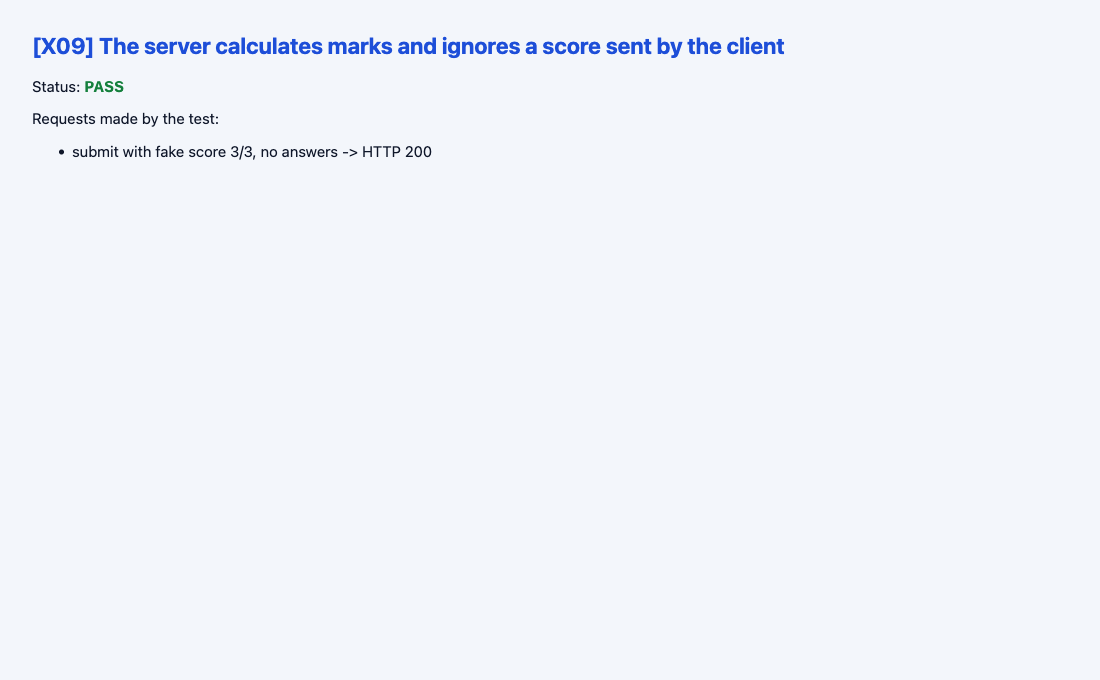 [X09] The server calculates marks and ignores a score sent by the client
Status: PASS
Requests made by the test:
• submit with fake score 3/3, no answers -> HTTP 200